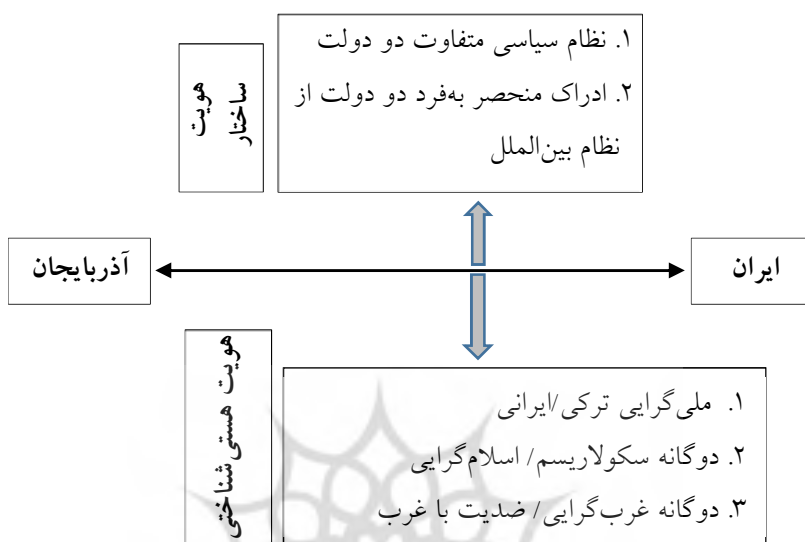 ۱. نظام سیاسی متفاوت دو دولت
۲. ادراک منحصر به‌فرد دو دولت از
نظام بین‌الملل
هویت
ساختار
ایران
آذربایجان
هویت هستی‌شناختی
۱. ملی‌گرایی ترکی/ایرانی
۲. دوگانه سکولاریسم/ اسلام‌گرایی
۳. دوگانه غرب‌گرایی/ ضدیت با غرب